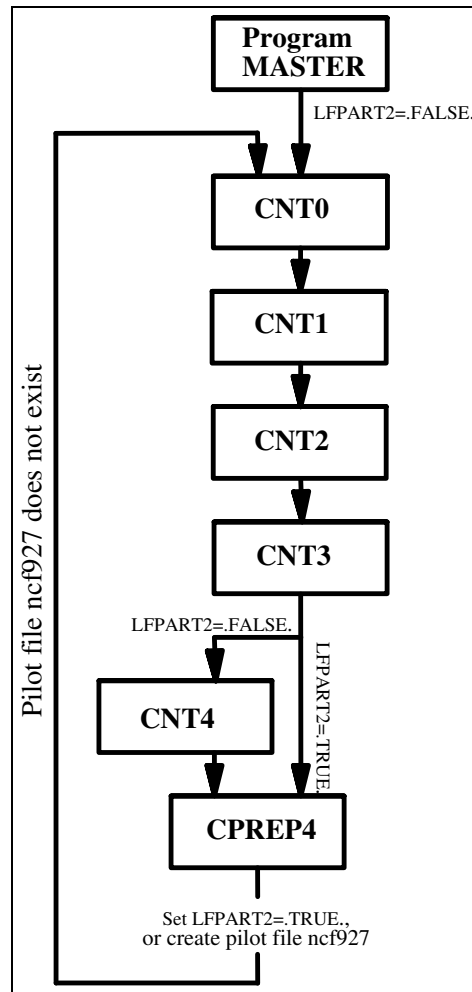 Program
MASTER
LFPART2=.FALSE.
CNT0
CNT1
CNT2
CNT3
LFPART2=.FALSE.
LFPART2=.TRUE.
CNT4
CPREP4
Set LFPART2=.TRUE.,
or create pilot file ncf927
Pilot file ncf927 does not exist